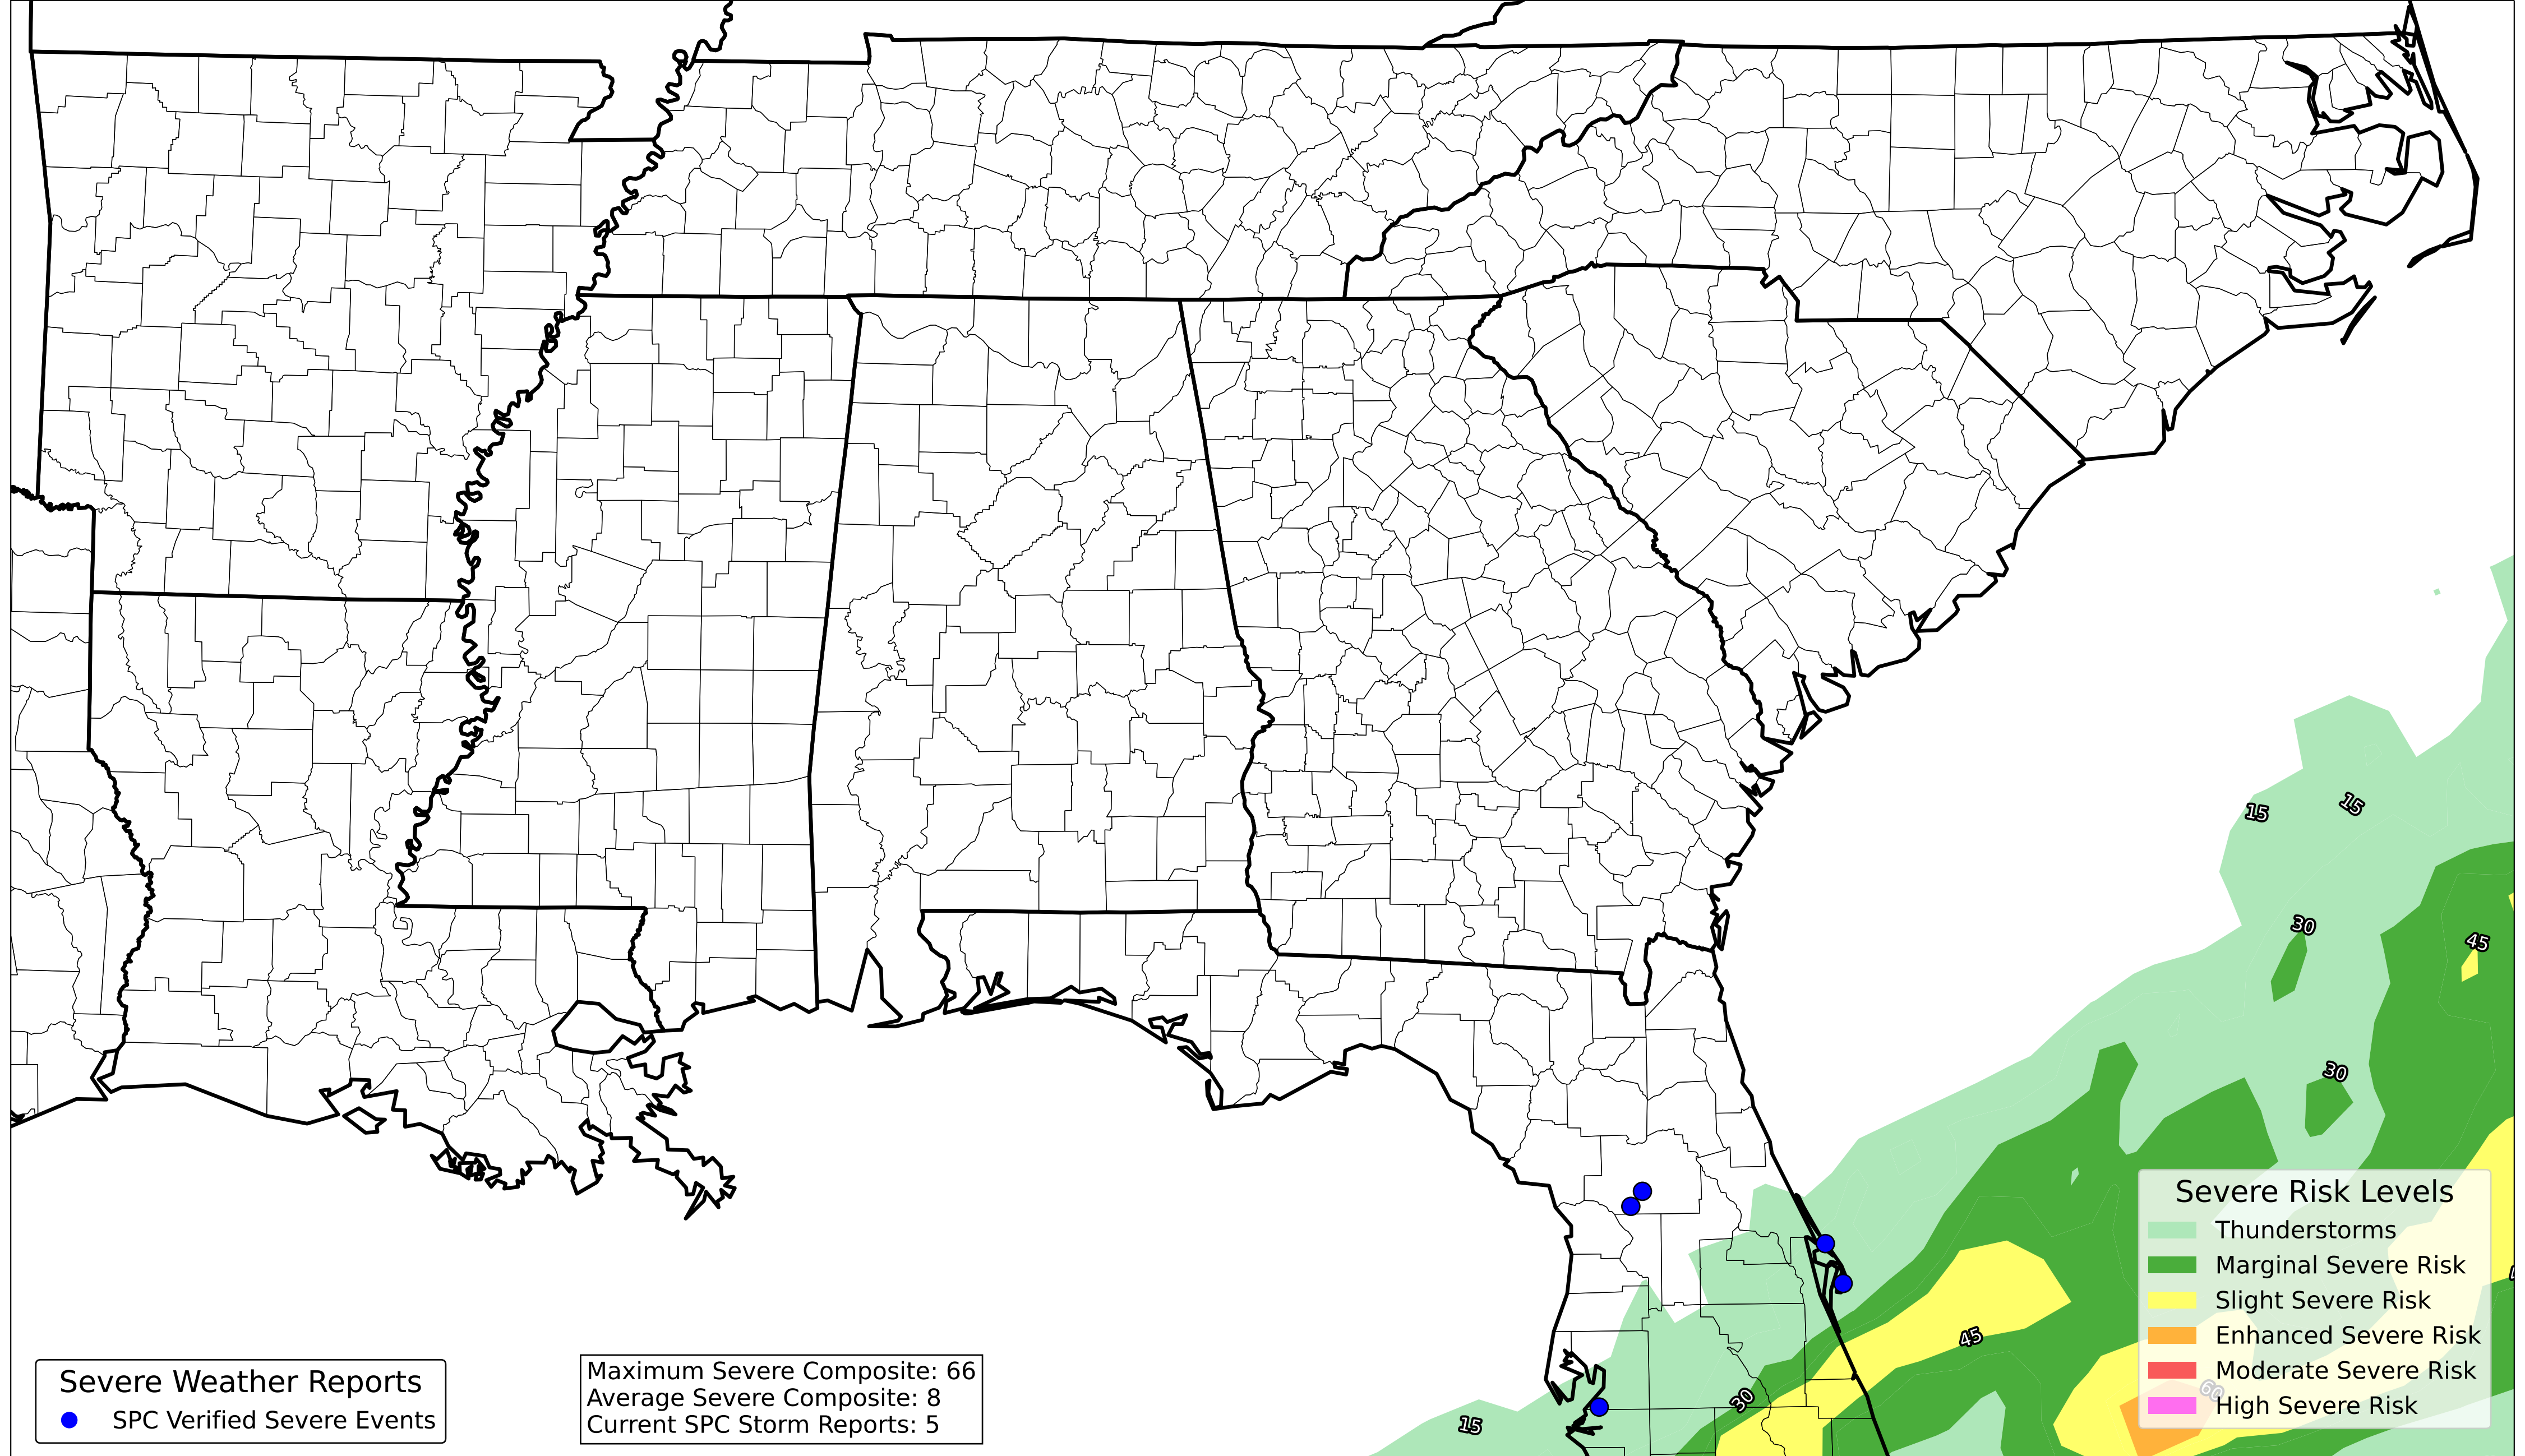 15
15
30
45
30
45
30
15
60
Severe Risk Levels
Thunderstorms
Marginal Severe Risk
Slight Severe Risk
Enhanced Severe Risk
Moderate Severe Risk
High Severe Risk
Severe Weather Reports
SPC Verified Severe Events
Maximum Severe Composite: 66
Average Severe Composite: 8
Current SPC Storm Reports: 5